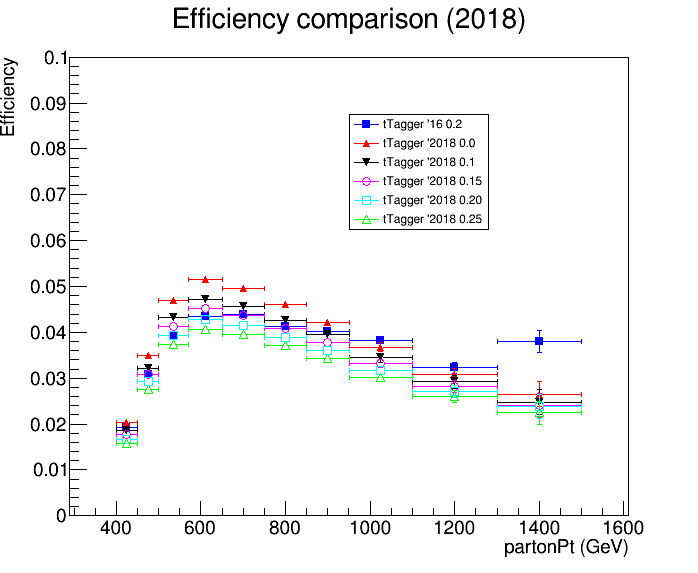 Efficiency comparison (2018)
Efficiency
0.1
0.09
0.08
0.07
0.06
0.05
0.04
0.03
0.02
0.01
0
tTagger '16 0.2
tTagger '2018 0.0
tTagger '2018 0.1
tTagger '2018 0.15
tTagger '2018 0.20
tTagger '2018 0.25
400 600 800 1000 1200 1400 1600
partonPt (GeV)